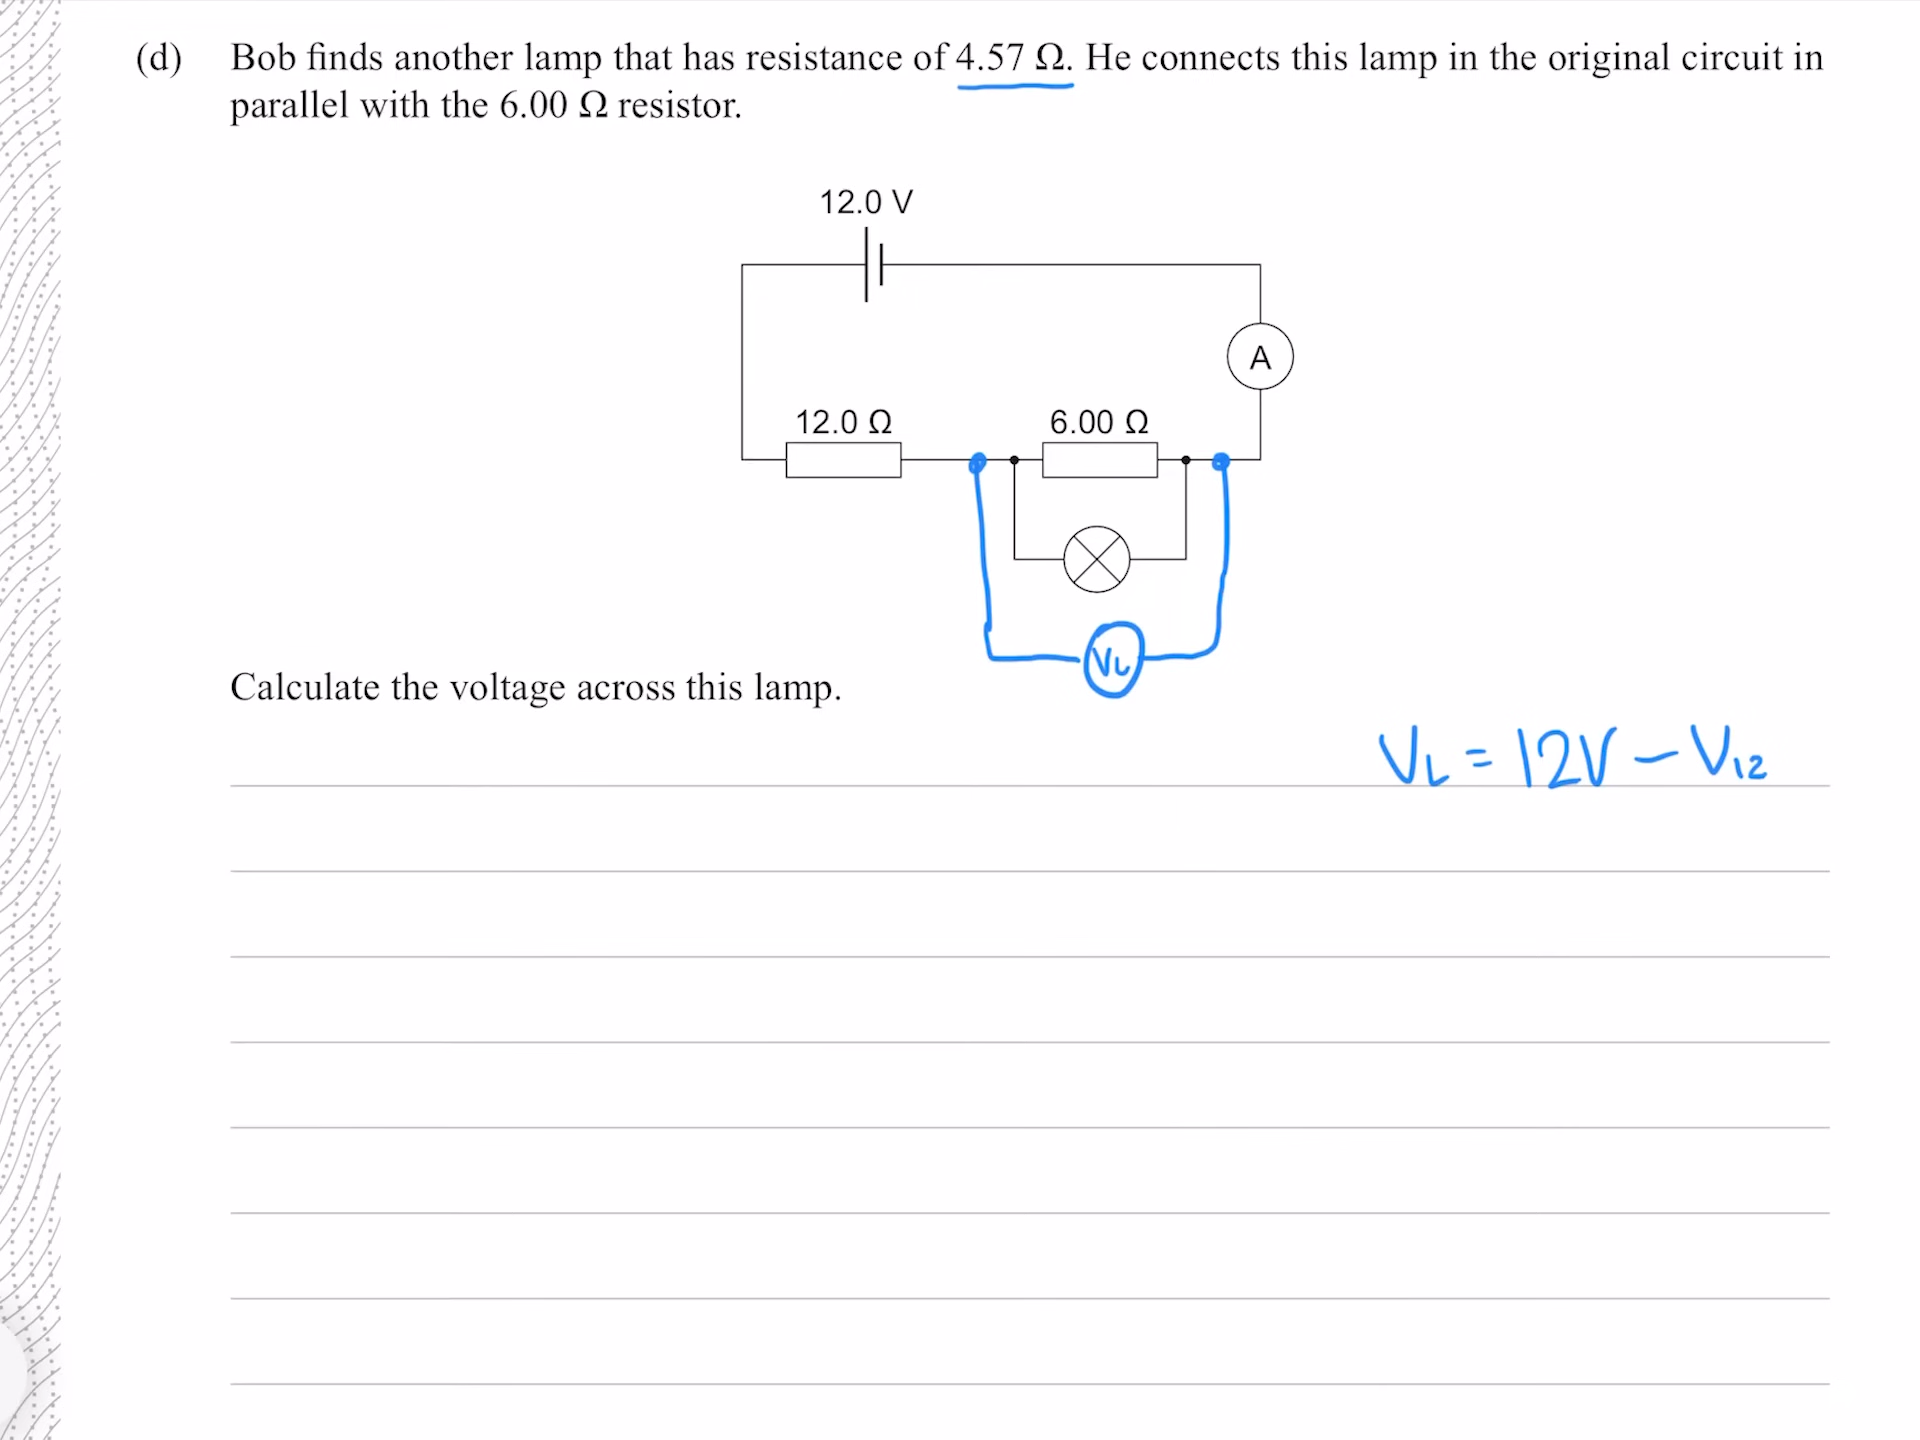 (d) Bob finds another lamp that has resistance of 4.57 Ω. He connects this lamp in the original circuit in
parallel with the 6.00 Ω resistor.
12.0 V
A
12.0 Ω
6.00 Ω
VL
Calculate the voltage across this lamp.
VL = 12V - V12